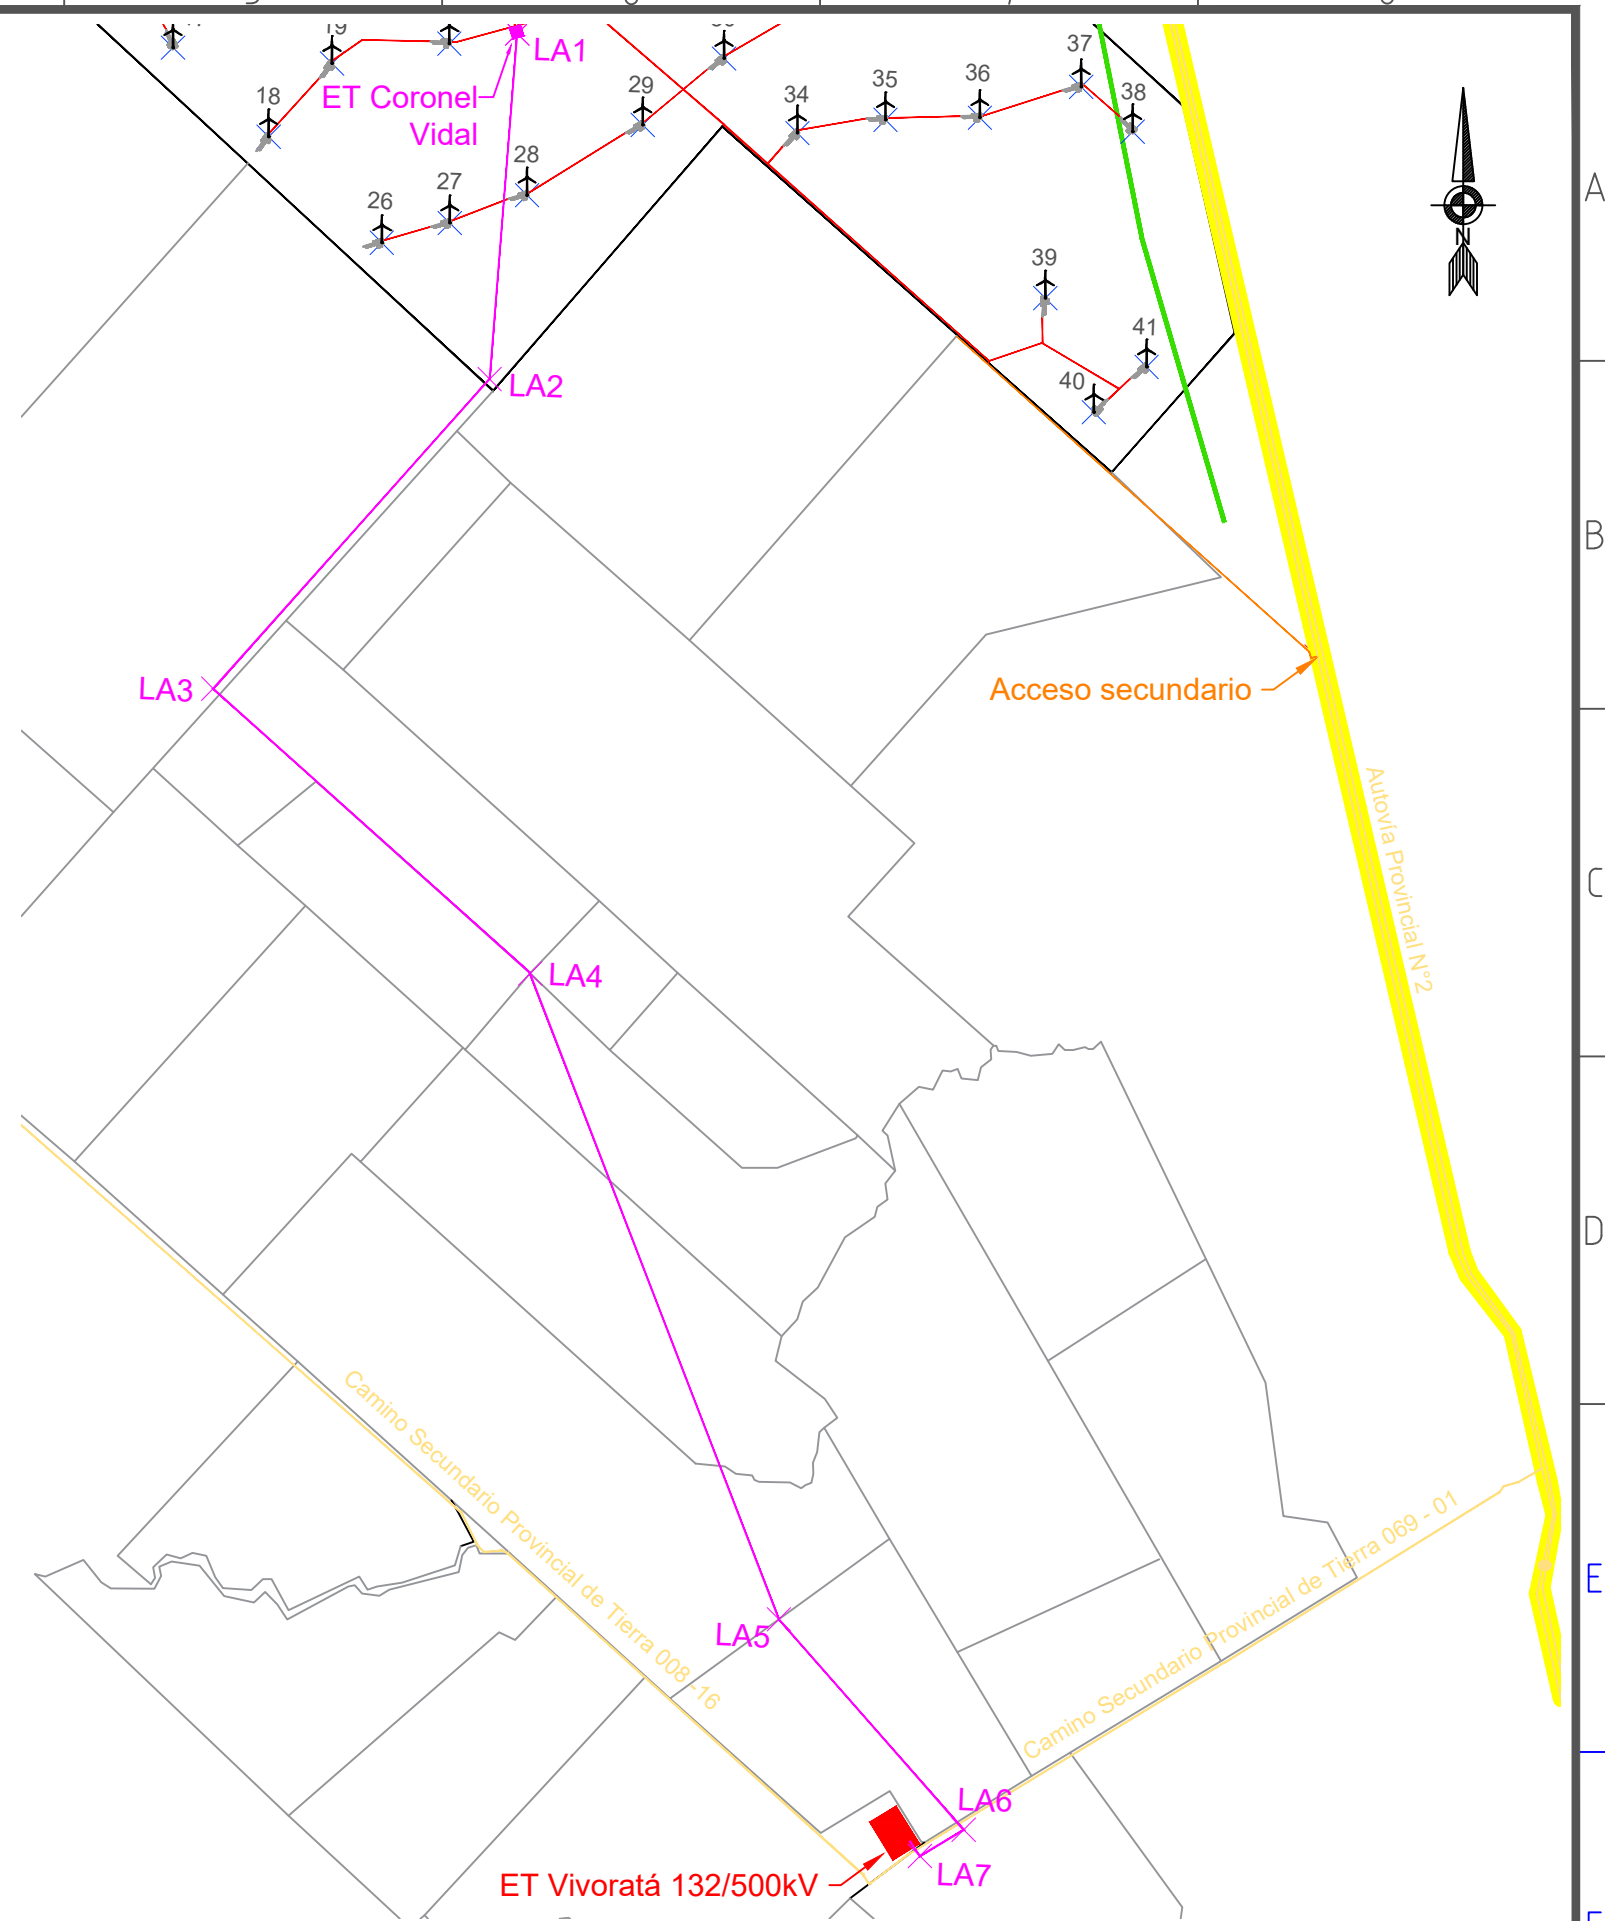 19
LA1
ET Coronel
Vidal
18
29
28
27
26
34
35
36
37
38
39
41
40
N
A
LA2
B
LA3
Acceso secundario
Autovía Provincial N°2
C
LA4
D
Camino Secundario Provincial de Tierra 008 -16
Camino Secundario Provincial de Tierra 069 - 01
E
LA5
LA6
LA7
ET Vivoratá 132/500kV